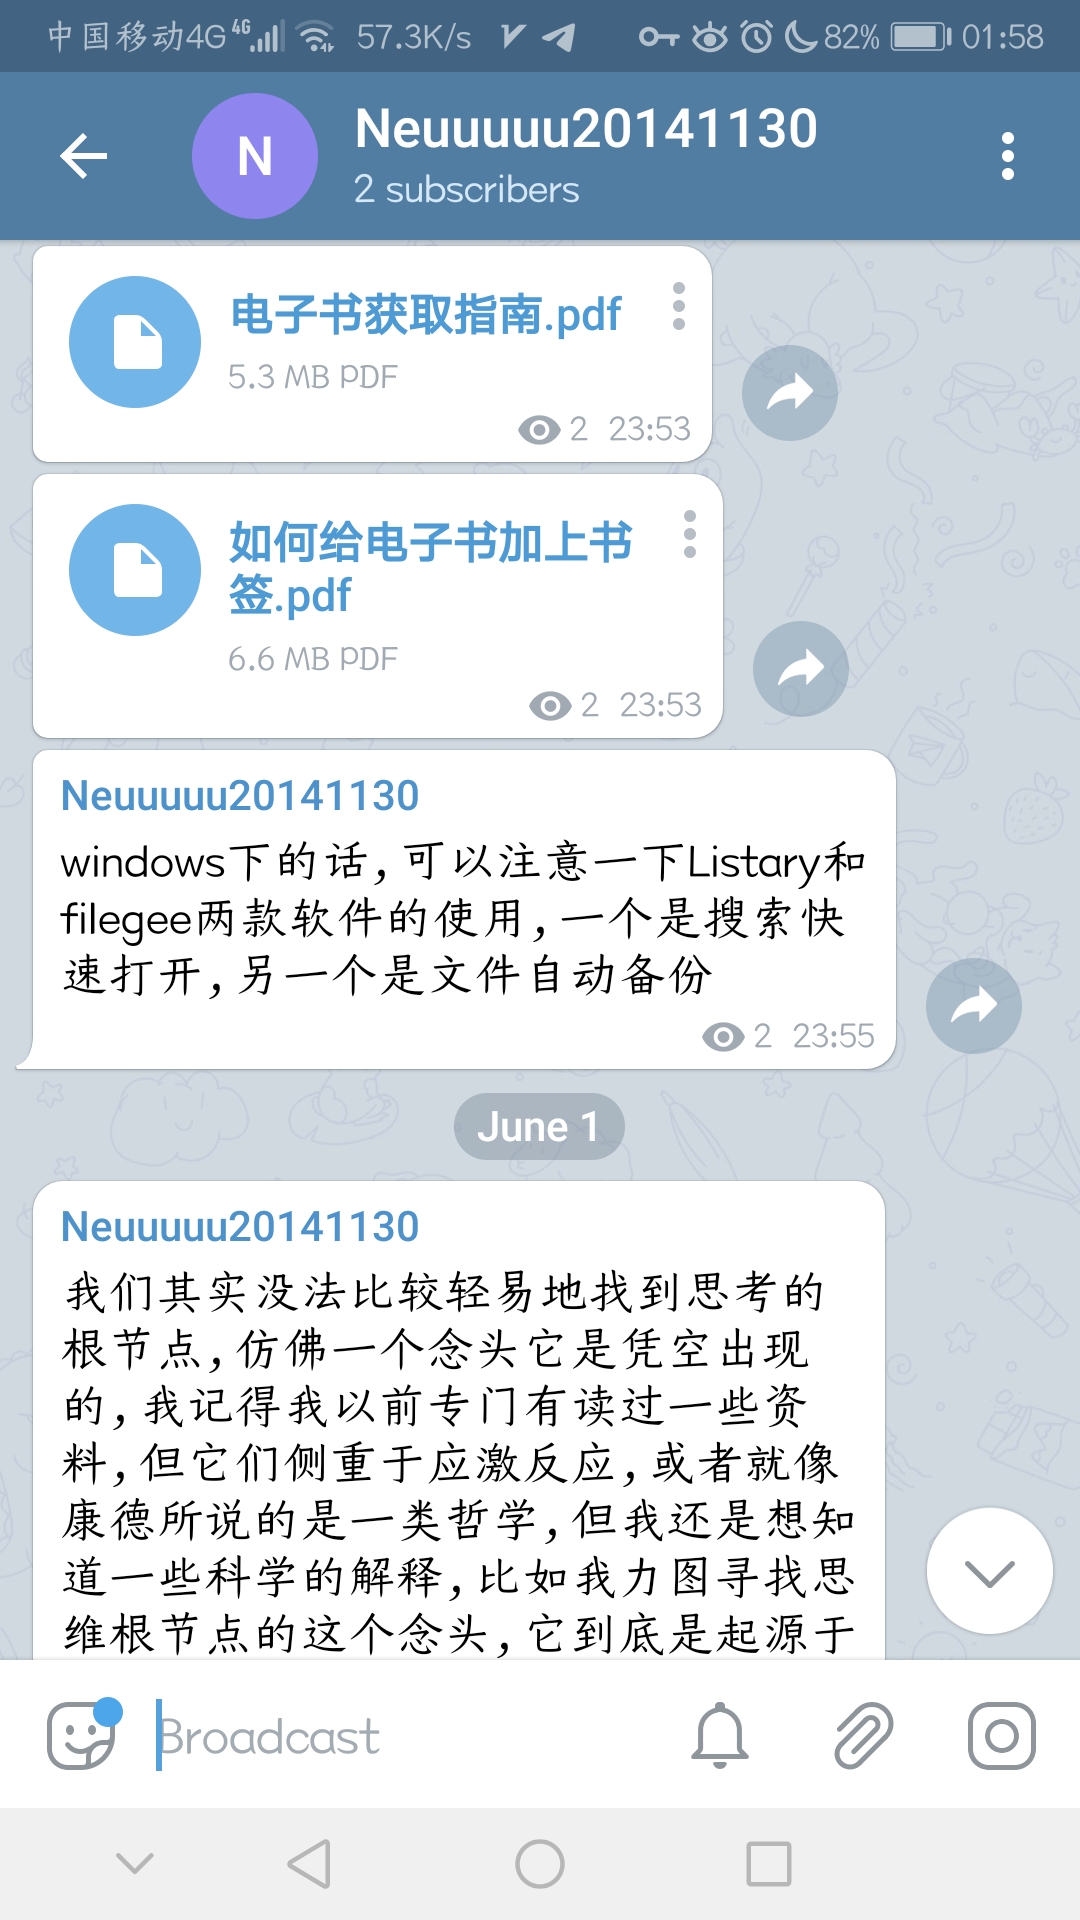 中国移动4G 4G 57.3K/s 82% 01:58
N
Neuuuuu20141130
2 subscribers
电子书获取指南.pdf
5.3 MB PDF
2 23:53
如何给电子书加上书
签.pdf
6.6 MB PDF
2 23:53
Neuuuuu20141130
windows下的话,可以注意一下Listary和
filegee两款软件的使用,一个是搜索快
速打开,另一个是文件自动备份
2 23:55
June 1
Neuuuuu20141130
我们其实没法比较轻易地找到思考的
根节点,仿佛一个念头它是凭空出现
的,我记得我以前专门有读过一些资
料,但它们侧重于应激反应,或者就像
康德所说的是一类哲学,但我还是想知
道一些科学的解释,比如我力图寻找思
维根节点的这个念头,它到底是起源于
Broadcast